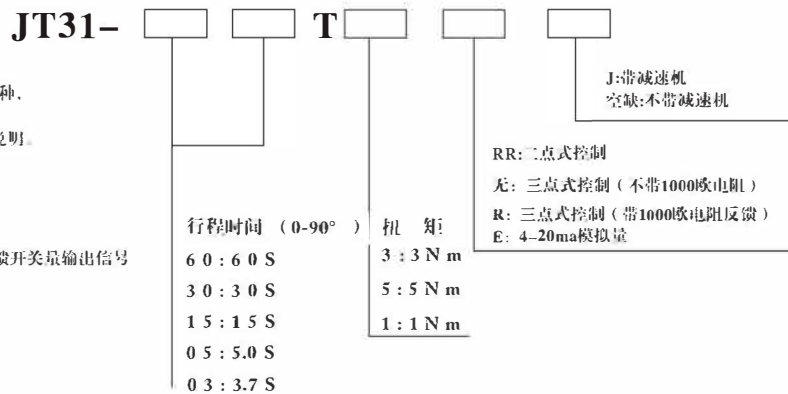 JT31- T
种、
说明。
馈开关量输出信号
行程时间 (0-90° )
60:60S
30:30S
15:15S
05:5.0S
03:3.7S
扭 矩
3:3Nm
5:5Nm
1:1Nm
J:带减速机
空缺:不带减速机
RR:二点式控制
无: 三点式控制(不带1000欧电阻)
R: 三点式控制(带1000欧电阻反馈)
E: 4-20ma模拟量